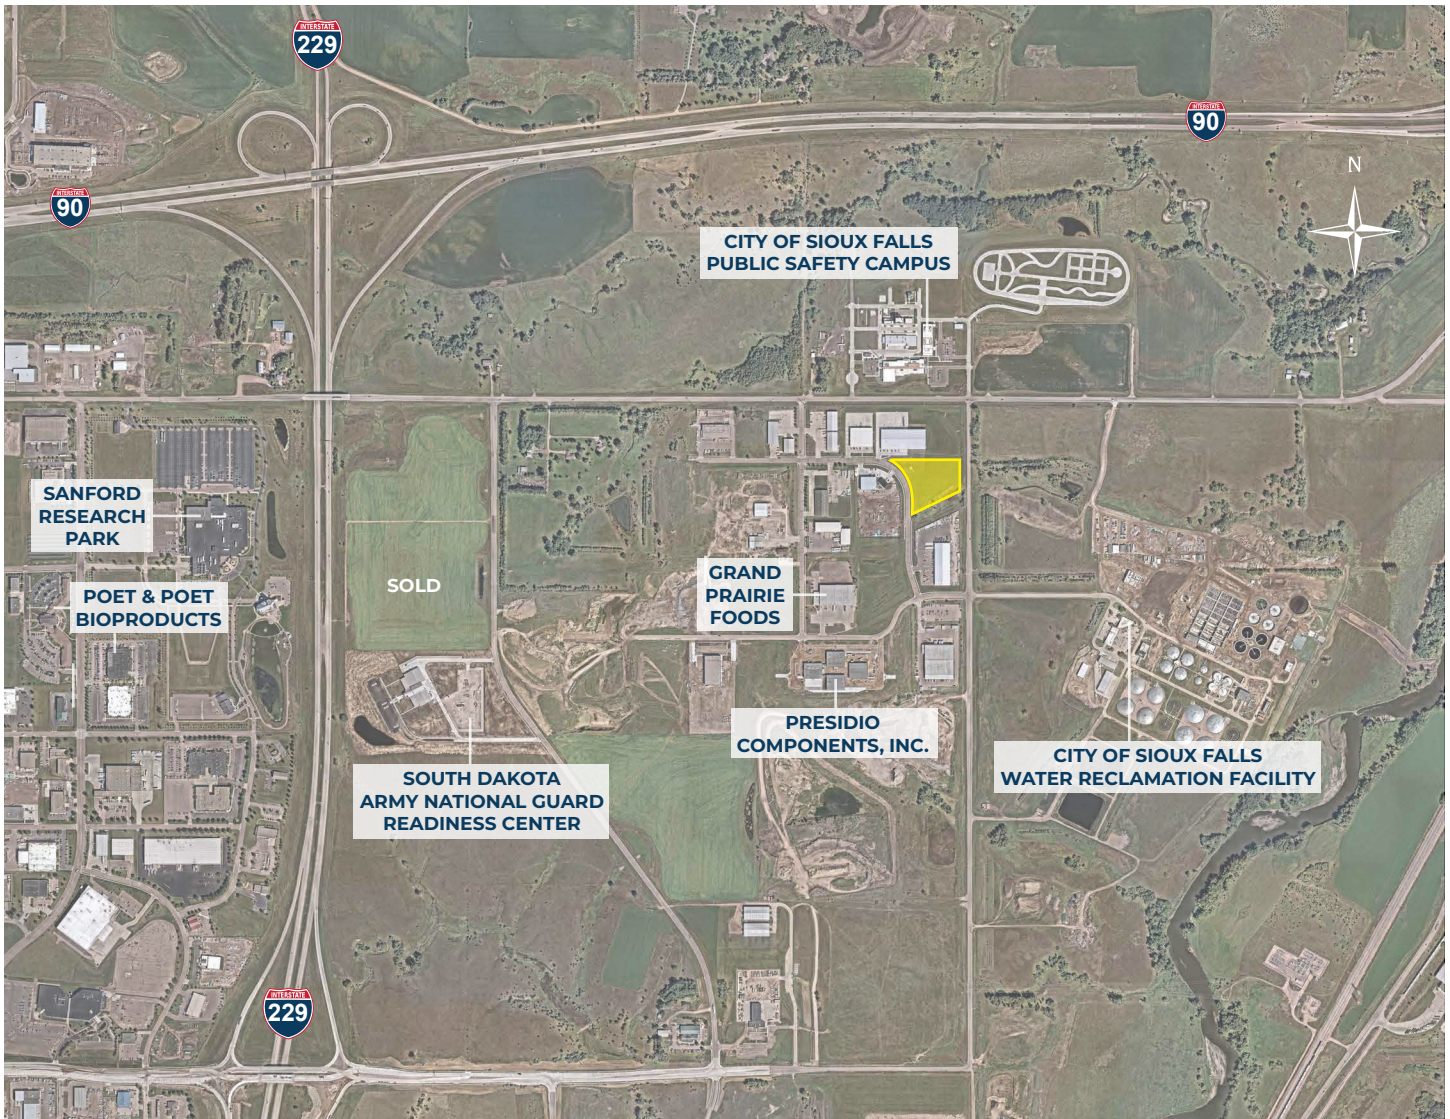 INTERSTATE
229
INTERSTATE
90
N
INTERSTATE
90
CITY OF SIOUX FALLS
PUBLIC SAFETY CAMPUS
SANFORD
RESEARCH
PARK
SOLD
GRAND
PRAIRIE
FOODS
POET & POET
BIOPRODUCTS
PRESIDIO
COMPONENTS, INC.
CITY OF SIOUX FALLS
WATER RECLAMATION FACILITY
SOUTH DAKOTA
ARMY NATIONAL GUARD
READINESS CENTER
INTERSTATE
229